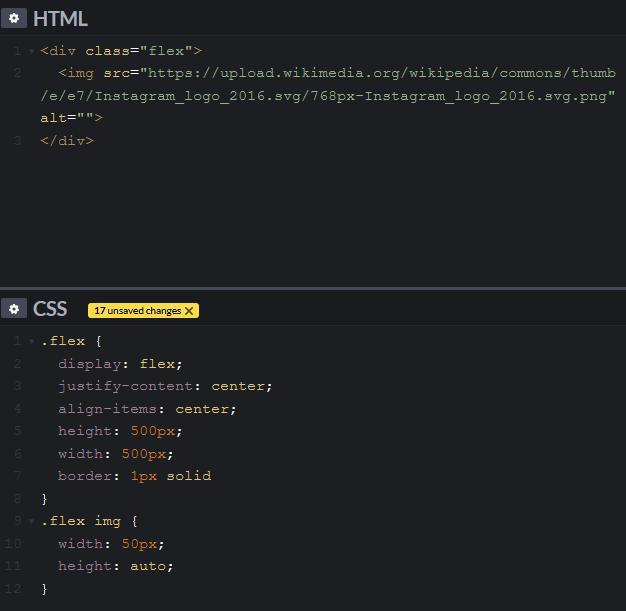 HTML
1 <div class="flex">
2 <img src="https://upload.wikimedia.org/wikipedia/commons/thumb
/e/e7/Instagram_logo_2016.svg/768px-Instagram_logo_2016.svg.png"
alt="">
3 </div>
CSS 17 unsaved changes X
1 .flex {
2 display: flex;
3 justify-content: center;
4 align-items: center;
5 height: 500px;
6 width: 500px;
7 border: 1px solid
8 }
9 .flex img {
10 width: 50px;
11 height: auto;
12 }